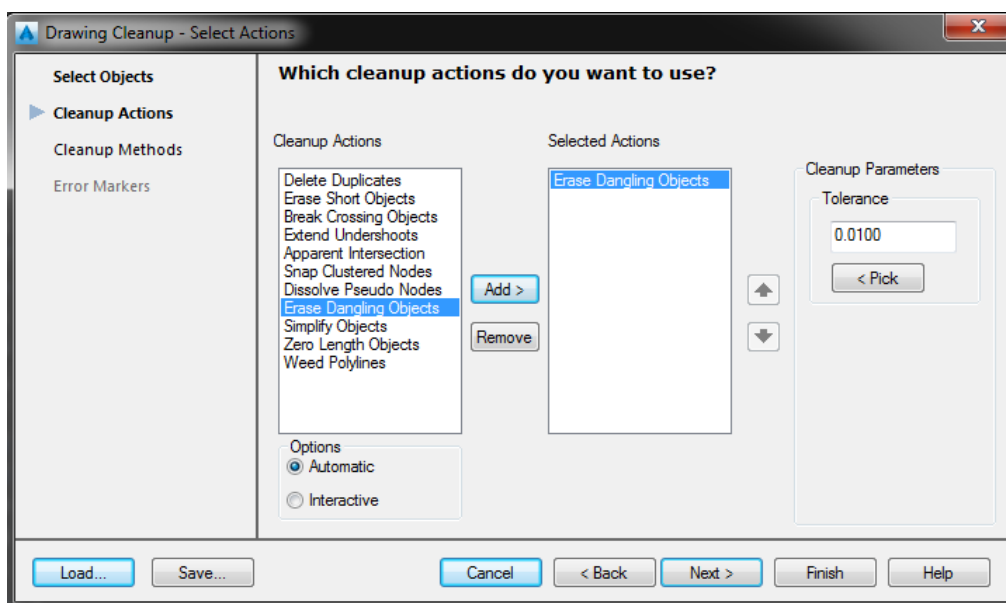 Drawing Cleanup - Select Actions
Select Objects
Cleanup Actions
Cleanup Methods
Error Markers
Which cleanup actions do you want to use?
Cleanup Actions
Delete Duplicates
Erase Short Objects
Break Crossing Objects
Extend Undershoots
Apparent Intersection
Snap Clustered Nodes
Dissolve Pseudo Nodes
Erase Dangling Objects
Simplify Objects
Zero Length Objects
Weed Polylines
Options
Automatic
Interactive
Add >
Remove
Selected Actions
Erase Dangling Objects
Cleanup Parameters
Tolerance
0.0100
< Pick
Load...
Save...
Cancel
< Back
Next >
Finish
Help